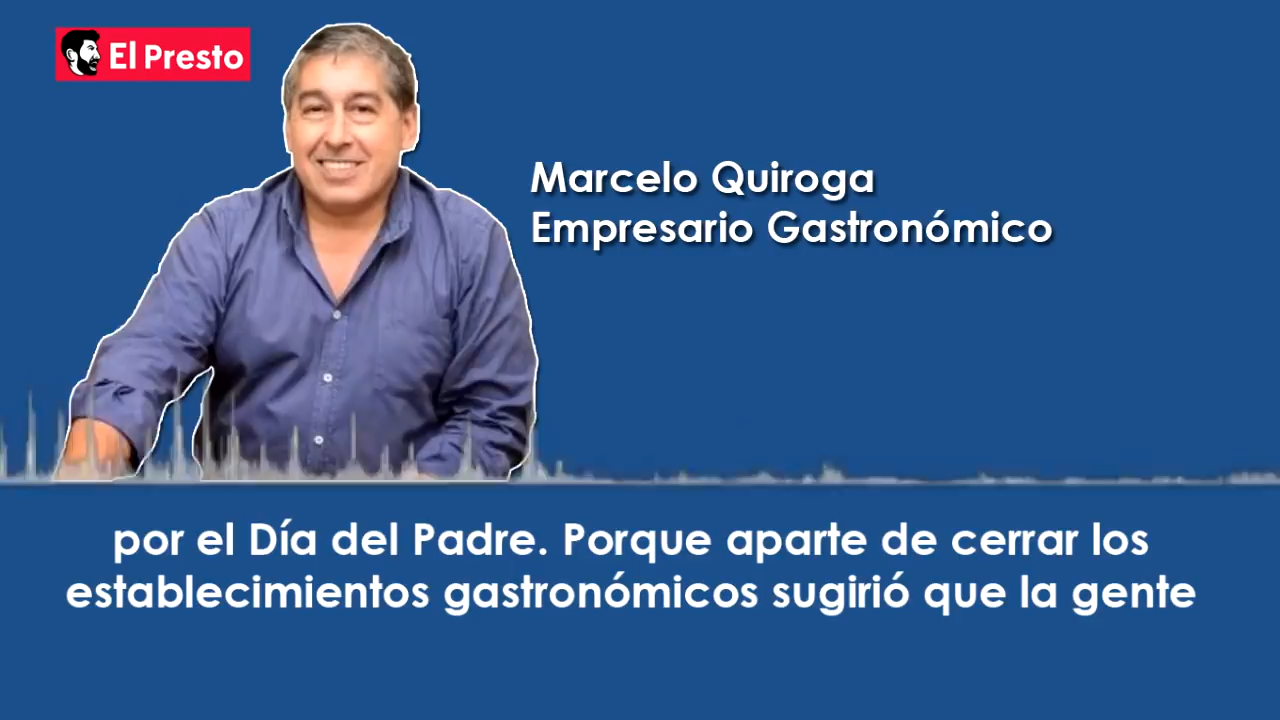 El Presto
Marcelo Quiroga
Empresario Gastronómico
por el Día del Padre. Porque aparte de cerrar los
establecimientos gastronómicos sugirió que la gente